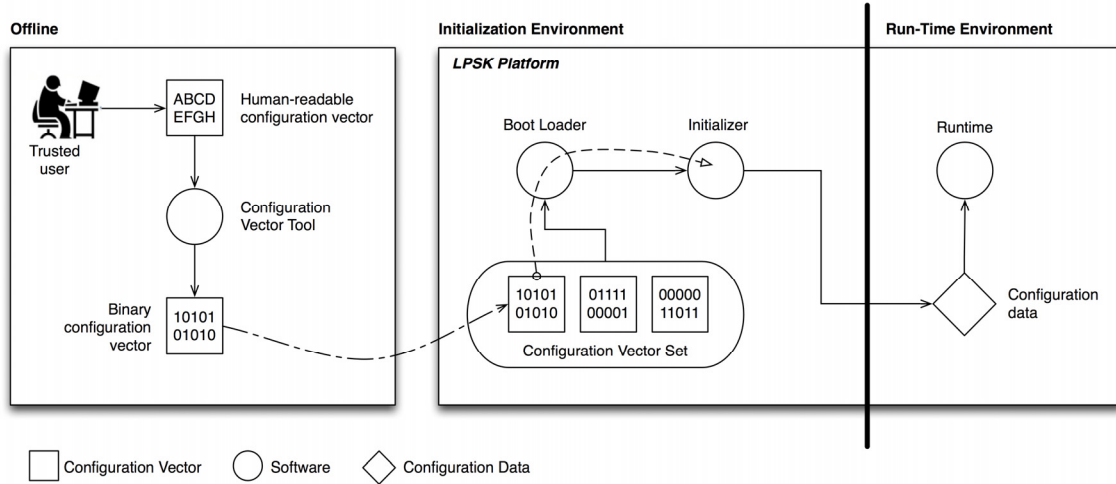 Offline
Trusted
user
ABCD
EFGH
Human-readable
configuration vector
Configuration
Vector Tool
Binary
configuration
vector
10101
01010
Initialization Environment
LPSK Platform
Boot Loader
Initializer
10101
01010
01111
00001
00000
11011
Configuration Vector Set
Run-Time Environment
Runtime
Configuration
data
Configuration Vector
Software
Configuration Data